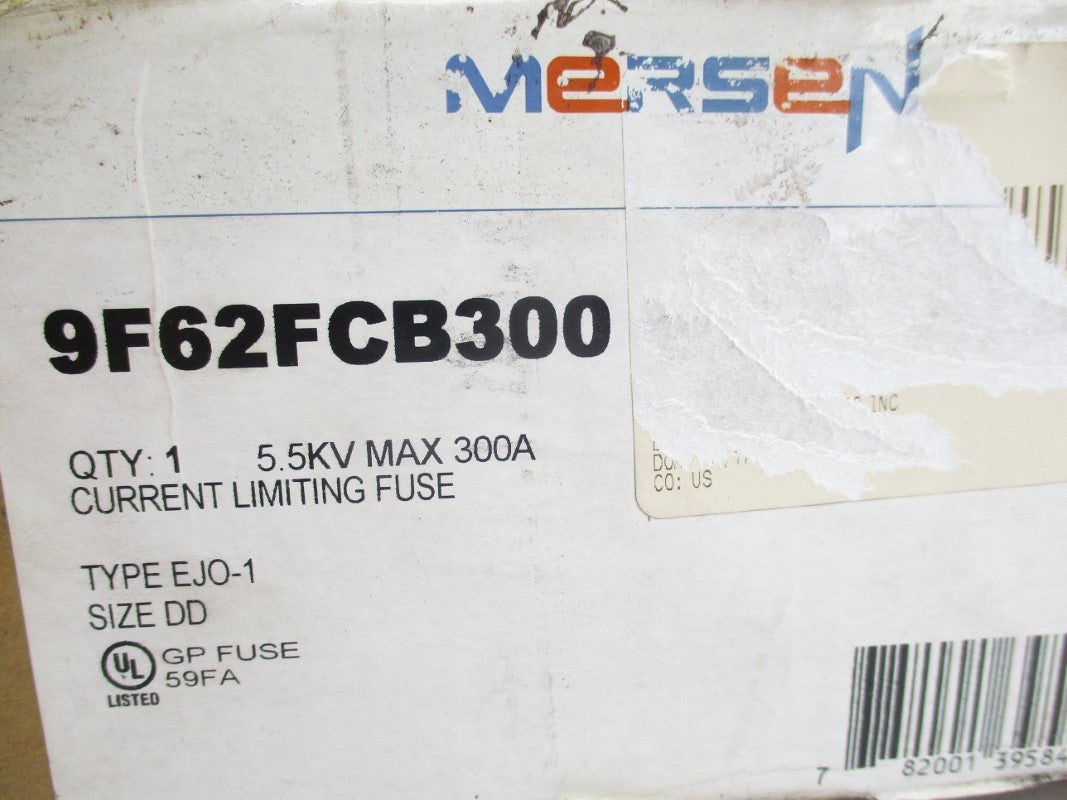 MERSEN
9F62FCB300
QTY: 1 5.5KV MAX 300A
CURRENT LIMITING FUSE
INC
CO: US
TYPE EJO-1
SIZE DD
UL GP FUSE
59FA
LISTED
7 82001 39584